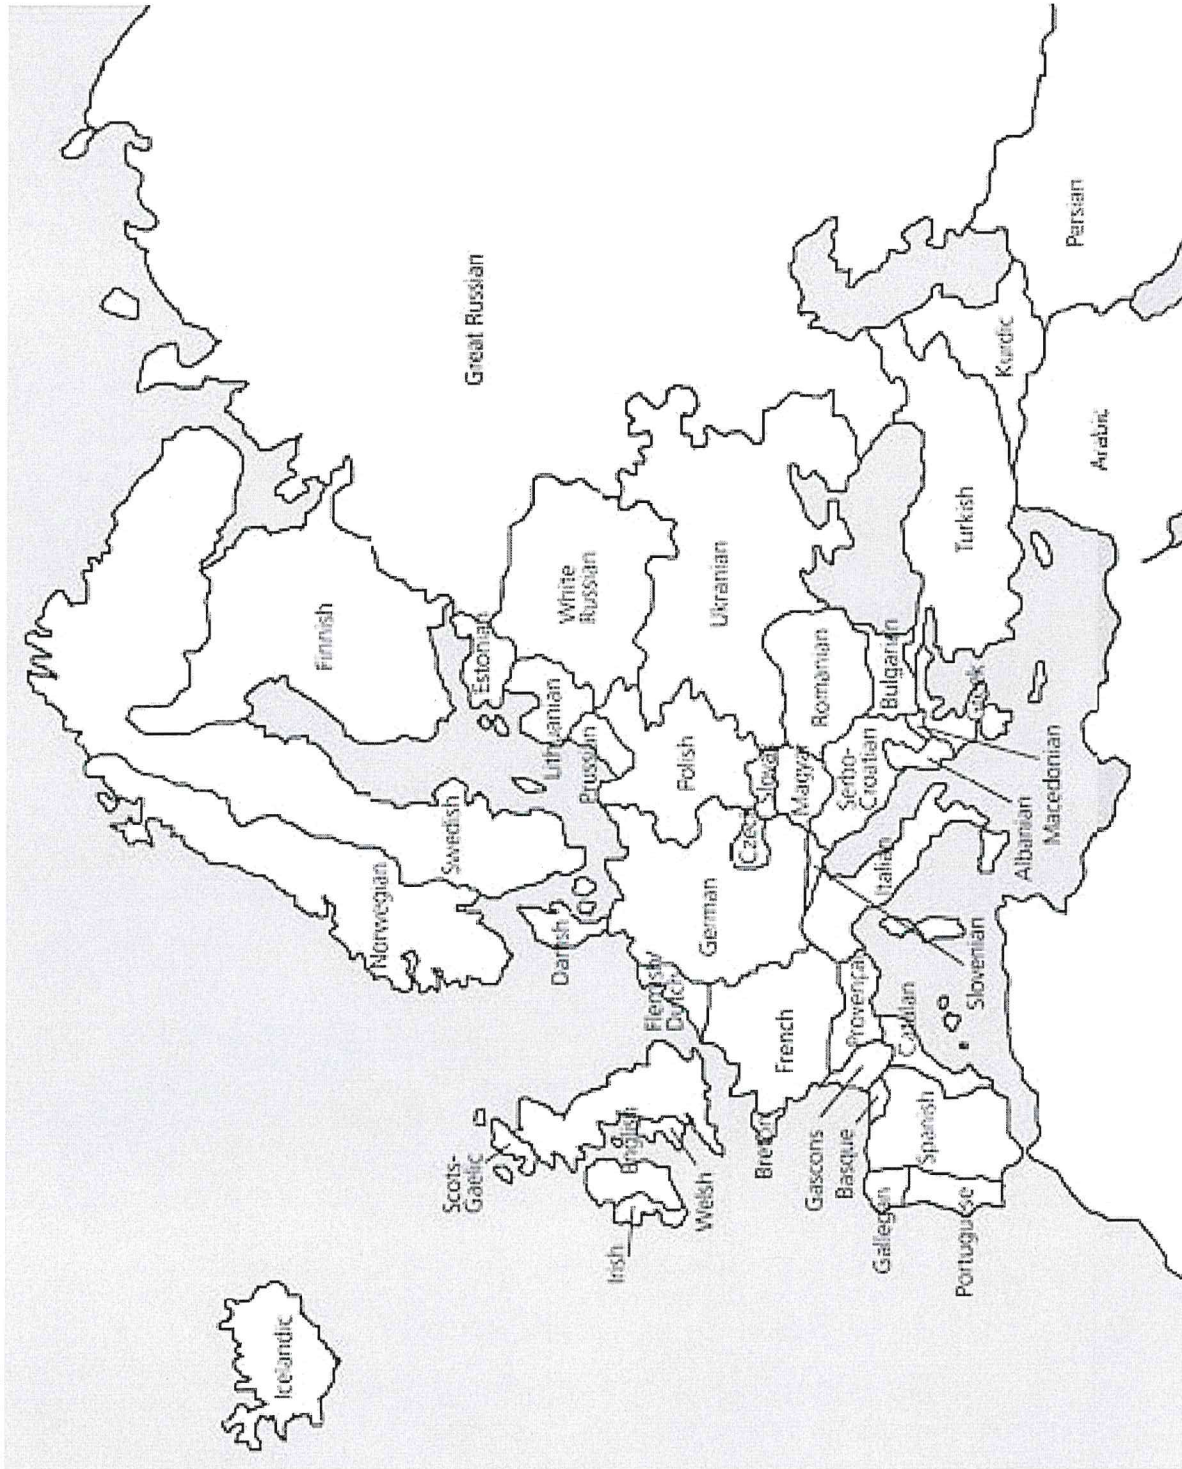 Icelandic
Norwegian
Swedish
Finnish
Great Russian
Scots-
Gaelic
Danish
Estonian
Lithuanian
White
Russian
Irish
English
Welsh
Flemish/
Dutch
German
Prussian
Polish
Ukranian
Breton
French
Czech
Slovak
Magyar
Romanian
Gascons
Basque
Provençal
Serbo-
Croatian
Bulgarian
Gallegan
Portuguese
Spanish
Catalan
Italian
Slovenian
Albanian
Macedonian
Greek
Turkish
Kurdic
Arabic
Persian